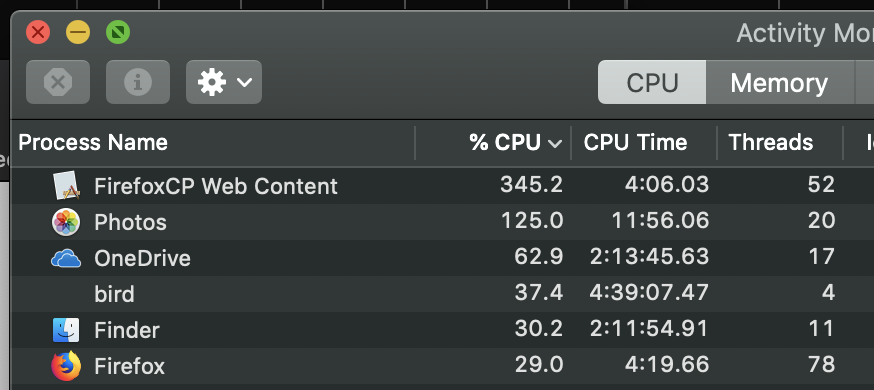 Activity Mo
CPU Memory
Process Name % CPU CPU Time Threads
FirefoxCP Web Content 345.2 4:06.03 52
Photos 125.0 11:56.06 20
OneDrive 62.9 2:13:45.63 17
bird 37.4 4:39:07.47 4
Finder 30.2 2:11:54.91 11
Firefox 29.0 4:19.66 78